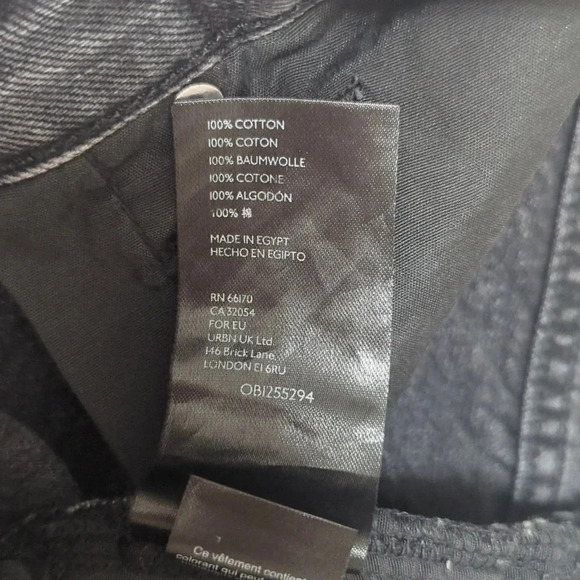 100% COTTON
100% COTON
100% BAUMWOLLE
100% COTONE
100% ALGODÓN
100% 棉
MADE IN EGYPT
HECHO EN EGIPTO
RN 66170
CA 32054
FOR EU
URBN UK Ltd.
146 Brick Lane,
LONDON E1 6RU
OB1255294
Ce vêtement contient
colorant qui peut